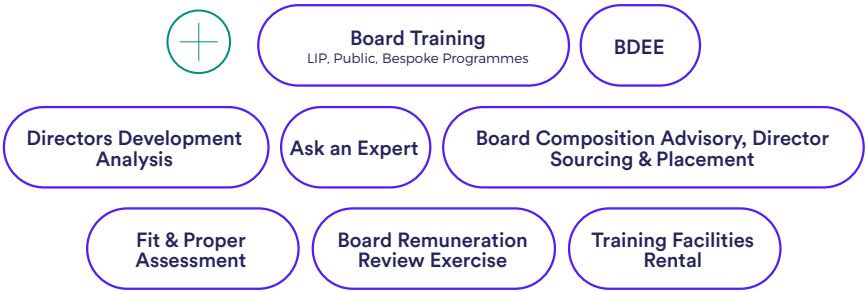 Board Training
LIP, Public, Bespoke Programmes
BDEE
Directors Development
Analysis
Ask an Expert
Board Composition Advisory, Director
Sourcing & Placement
Fit & Proper
Assessment
Board Remuneration
Review Exercise
Training Facilities
Rental